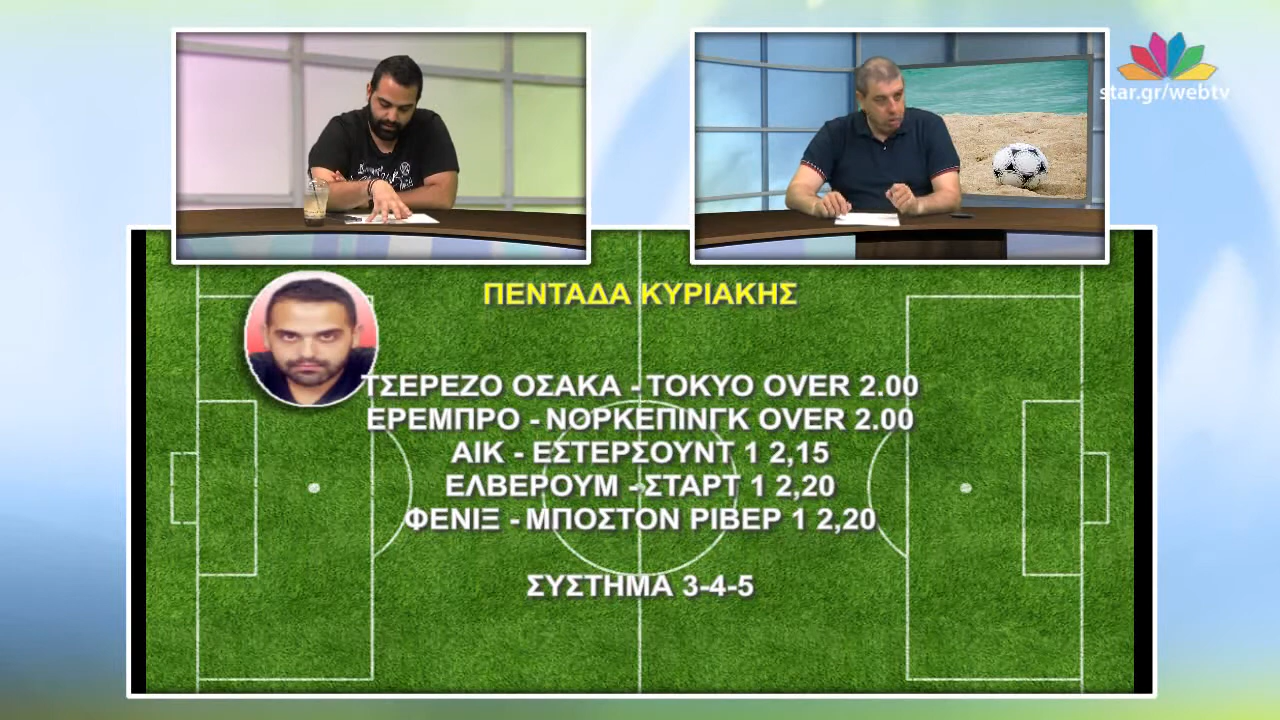 star.gr/webtv
ΠΕΝΤΑΔΑ ΚΥΡΙΑΚΗΣ
ΤΣΕΡΕΖΟ ΟΣΑΚΑ - ΤΟΚΥΟ OVER 2.00
ΕΡΕΜΠΡΟ - ΝΟΡΚΕΠΙΝΓΚ OVER 2.00
ΑΙΚ - ΕΣΤΕΡΣΟΥΝΤ 1 2,15
ΕΛΒΕΡΟΥΜ - ΣΤΑΡΤ 1 2,20
ΦΕΝΙΞ - ΜΠΟΣΤΟΝ ΡΙΒΕΡ 1 2,20
ΣΥΣΤΗΜΑ 3-4-5